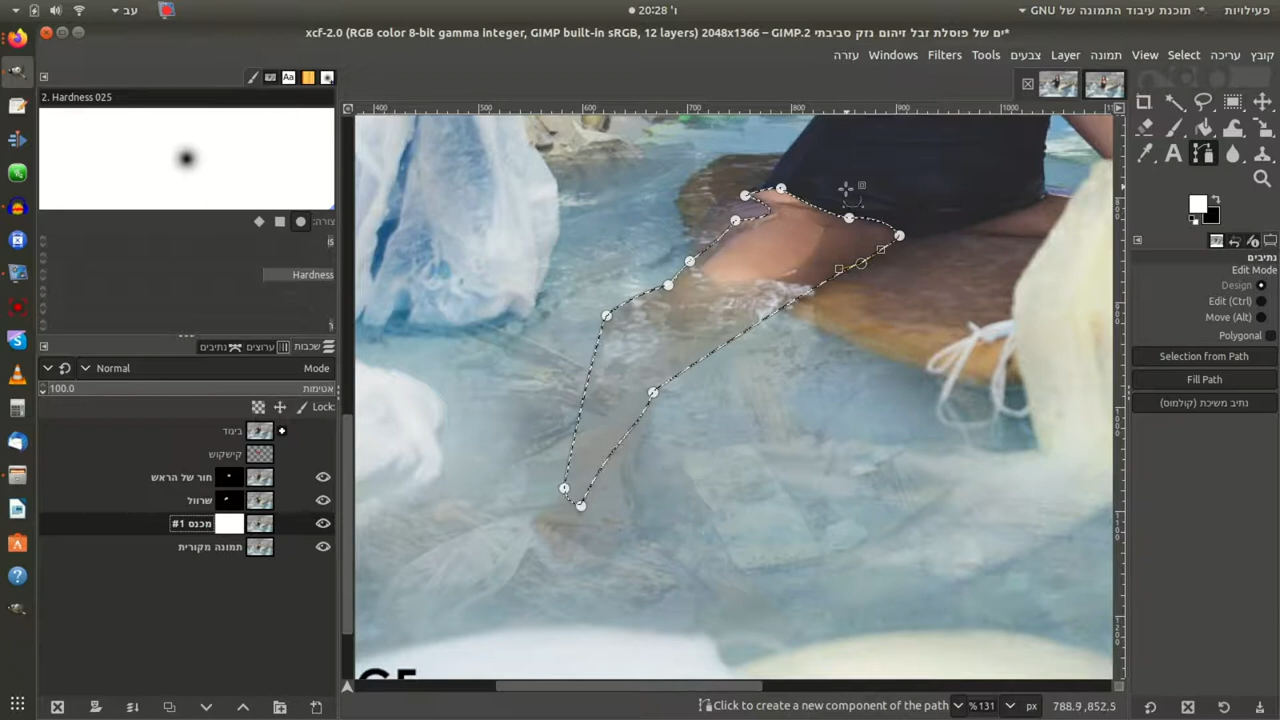 פעילויות
תוכנת עיבוד התמונה של GNU
ו' 20:28
עב
*ים של פוסלת זבל זיהום נזק סביבתי xcf-2.0 (RGB color 8-bit gamma integer, GIMP built-in sRGB, 12 layers) 2048x1366 – GIMP.2
קובץ עריכה Select View תמונה Layer צבעים Tools Filters Windows עזרה
2. Hardness 025
צורה:
Hardness
שכבות ערוצים נתיבים
Mode Normal
אטימות 100.0
Lock:
בימוד
קישקוש
חור של הראש
שרוול
מכנס 1#
תמונה מקורית
400 500 600 700 800 900 1000
נתיבים
Edit Mode
Design
Edit (Ctrl)
Move (Alt)
Polygonal
Selection from Path
Fill Path
נתיב משיכת (קולמוס)
Click to create a new component of the path
%131
px
788.9, 852.5